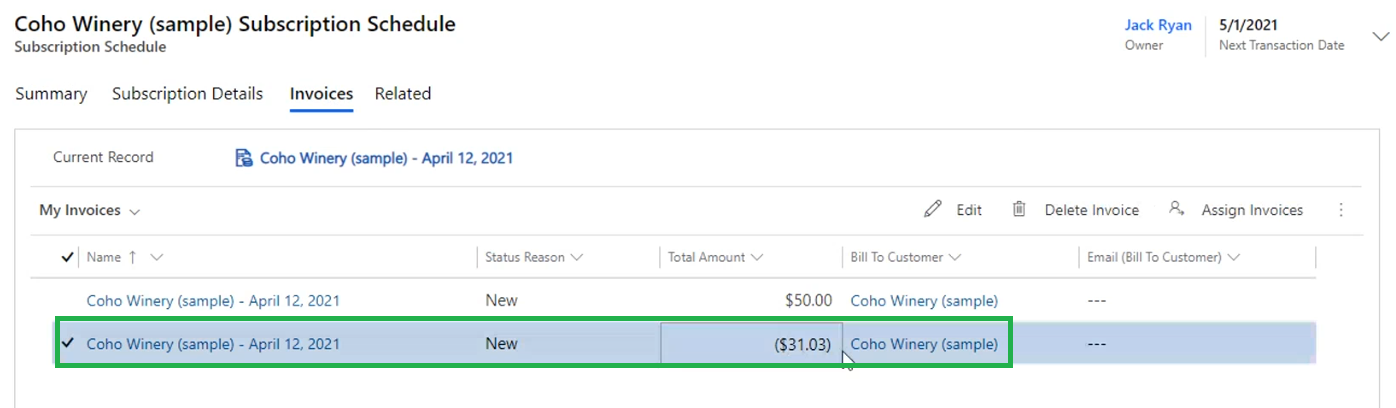 Coho Winery (sample) Subscription Schedule
Subscription Schedule
Jack Ryan
Owner
5/1/2021
Next Transaction Date
Summary Subscription Details Invoices Related
Current Record Coho Winery (sample) - April 12, 2021
My Invoices Edit Delete Invoice Assign Invoices
Name ↑ Status Reason Total Amount Bill To Customer Email (Bill To Customer)
Coho Winery (sample) - April 12, 2021 New $50.00 Coho Winery (sample) ---
Coho Winery (sample) - April 12, 2021 New ($31.03) Coho Winery (sample) ---